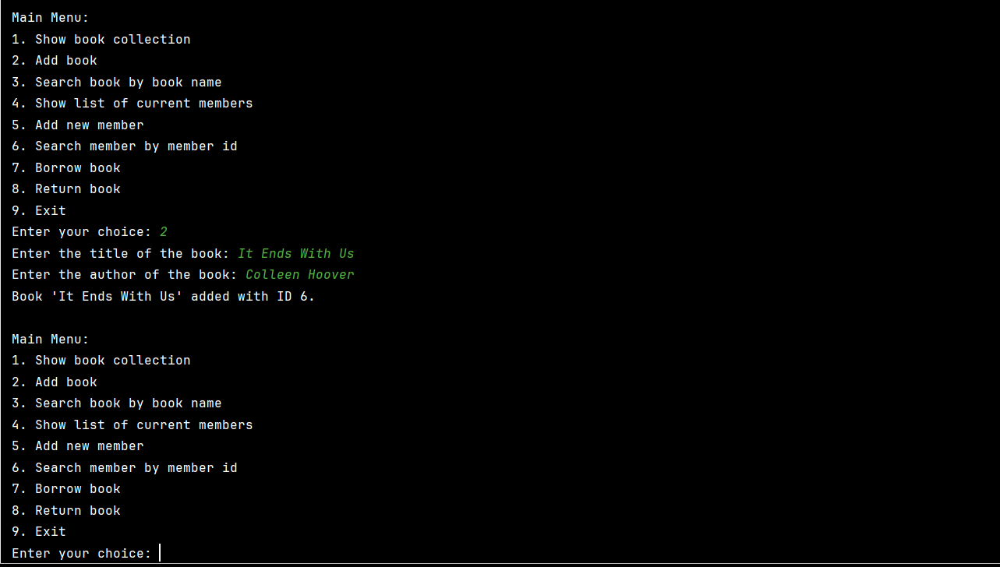 Main Menu:
1. Show book collection
2. Add book
3. Search book by book name
4. Show list of current members
5. Add new member
6. Search member by member id
7. Borrow book
8. Return book
9. Exit
Enter your choice: 2
Enter the title of the book: It Ends With Us
Enter the author of the book: Colleen Hoover
Book 'It Ends With Us' added with ID 6.

Main Menu:
1. Show book collection
2. Add book
3. Search book by book name
4. Show list of current members
5. Add new member
6. Search member by member id
7. Borrow book
8. Return book
9. Exit
Enter your choice: